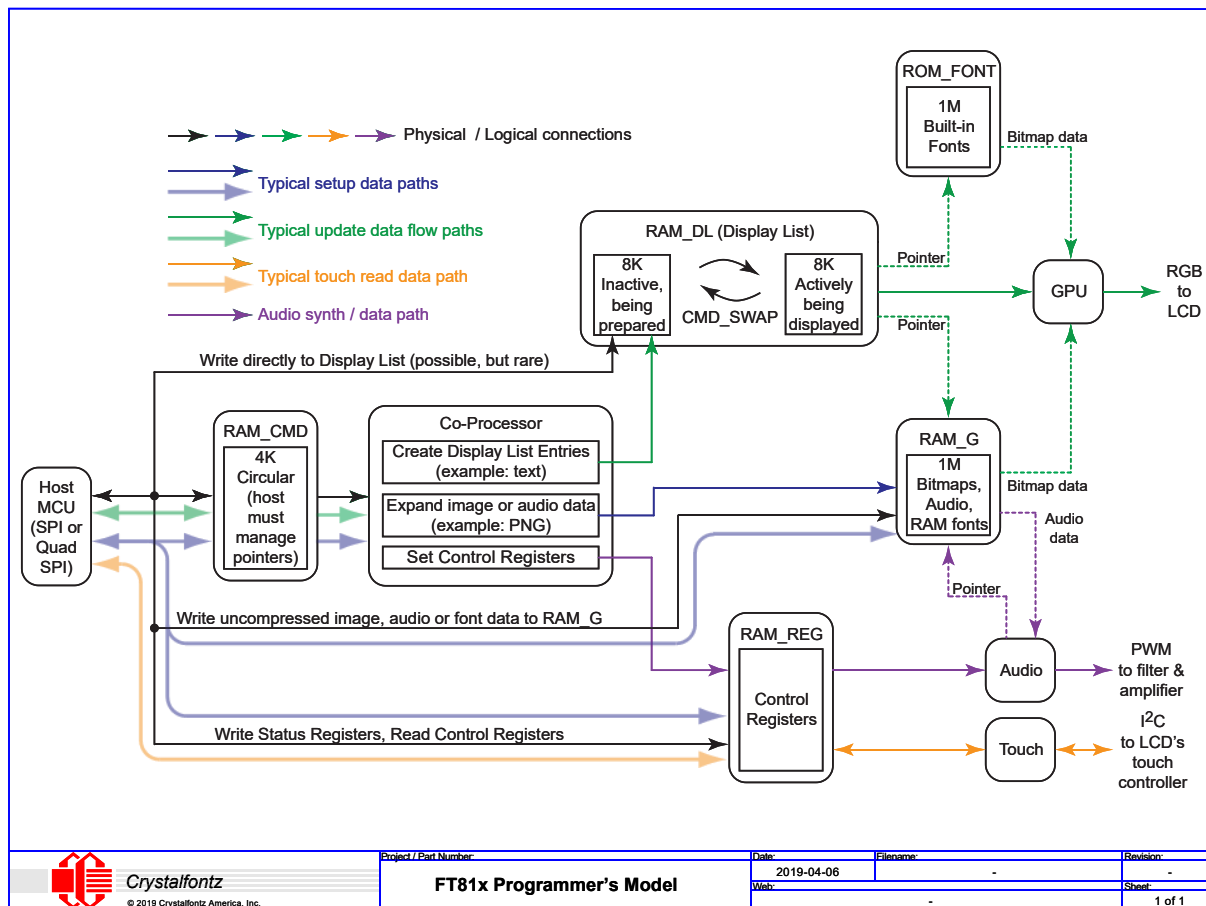 ROM_FONT
1M
Built-in
Fonts
Bitmap data
Physical / Logical connections
Typical setup data paths
Typical update data flow paths
Typical touch read data path
Audio synth / data path
RAM_DL (Display List)
8K
Inactive,
being
prepared
CMD_SWAP
8K
Actively
being
displayed
Pointer
Pointer
GPU
RGB
to
LCD
Write directly to Display List (possible, but rare)
Host
MCU
(SPI or
Quad
SPI)
RAM_CMD
4K
Circular
(host
must
manage
pointers)
Co-Processor
Create Display List Entries
(example: text)
Expand image or audio data
(example: PNG)
Set Control Registers
RAM_G
1M
Bitmaps,
Audio,
RAM fonts
Bitmap data
Audio
data
Pointer
Write uncompressed image, audio or font data to RAM_G
RAM_REG
Control
Registers
Audio
PWM
to filter &
amplifier
Write Status Registers, Read Control Registers
Touch
I2C
to LCD's
touch
controller
Crystalfontz
© 2019 Crystalfontz America, Inc.
Project / Part Number:
FT81x Programmer's Model
Date:
2019-04-06
Filename:
-
Revision:
-
Web:
-
Sheet:
1 of 1